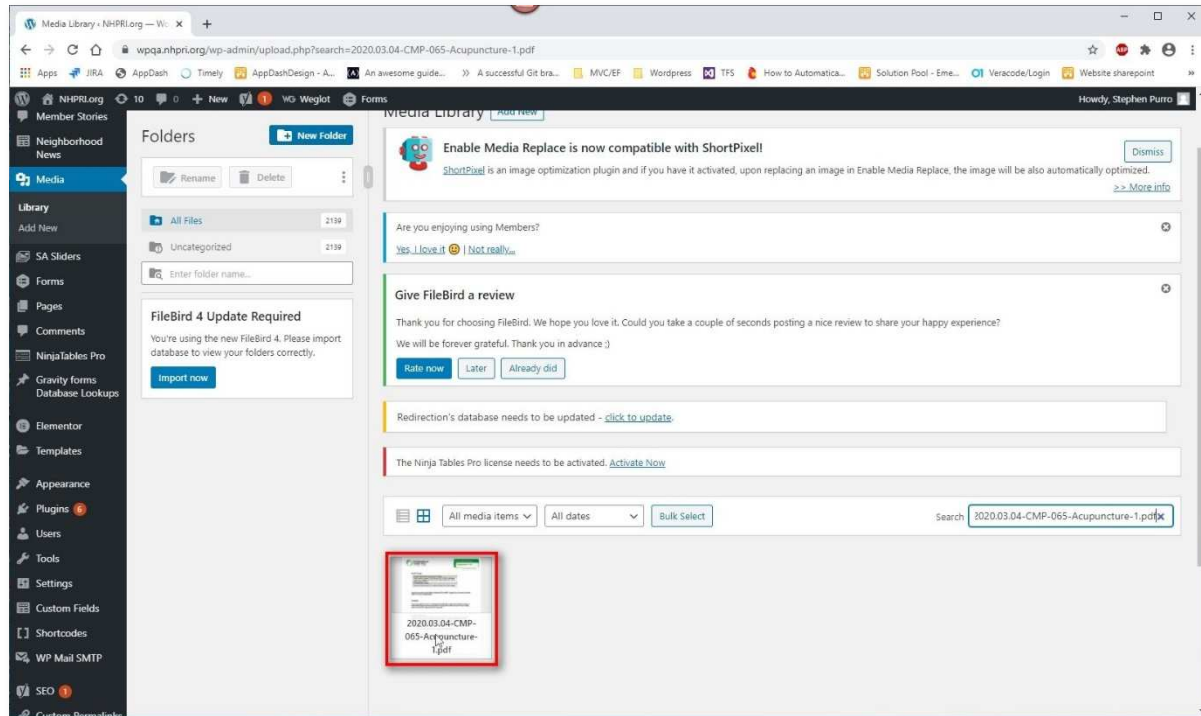 Media Library ‹ NHPRI.org — Wo
wpqa.nhpri.org/wp-admin/upload.php?search=2020.03.04-CMP-065-Acupuncture-1.pdf
Apps JIRA AppDash Timely AppDashDesign - A... An awesome guide... A successful Git bra... MVC/EF Wordpress TFS How to Automatica... Solution Pool - Eme... Veracode/Login Website sharepoint
NHPRI.org 10 0 + New 1 WG Weglot Forms Howdy, Stephen Purro
Member Stories
Neighborhood
News
Media
Library
Add New
SA Sliders
Forms
Pages
Comments
NinjaTables Pro
Gravity forms
Database Lookups
Elementor
Templates
Appearance
Plugins 6
Users
Tools
Settings
Custom Fields
Shortcodes
WP Mail SMTP
SEO 1
Custom Permalinks
Folders New Folder
Rename Delete
All Files 2139
Uncategorized 2139
Enter folder name...
FileBird 4 Update Required
You're using the new FileBird 4. Please import
database to view your folders correctly.
Import now
Media Library Add New
Enable Media Replace is now compatible with ShortPixel! Dismiss
ShortPixel is an image optimization plugin and if you have it activated, upon replacing an image in Enable Media Replace, the image will be also automatically optimized.
>> More info
Are you enjoying using Members?
Yes, I love it | Not really...
Give FileBird a review
Thank you for choosing FileBird. We hope you love it. Could you take a couple of seconds posting a nice review to share your happy experience?
We will be forever grateful. Thank you in advance ;)
Rate now Later Already did
Redirection's database needs to be updated - click to update.
The Ninja Tables Pro license needs to be activated. Activate Now
All media items All dates Bulk Select Search 2020.03.04-CMP-065-Acupuncture-1.pdf
2020.03.04-CMP-
065-Acupuncture-
1.pdf